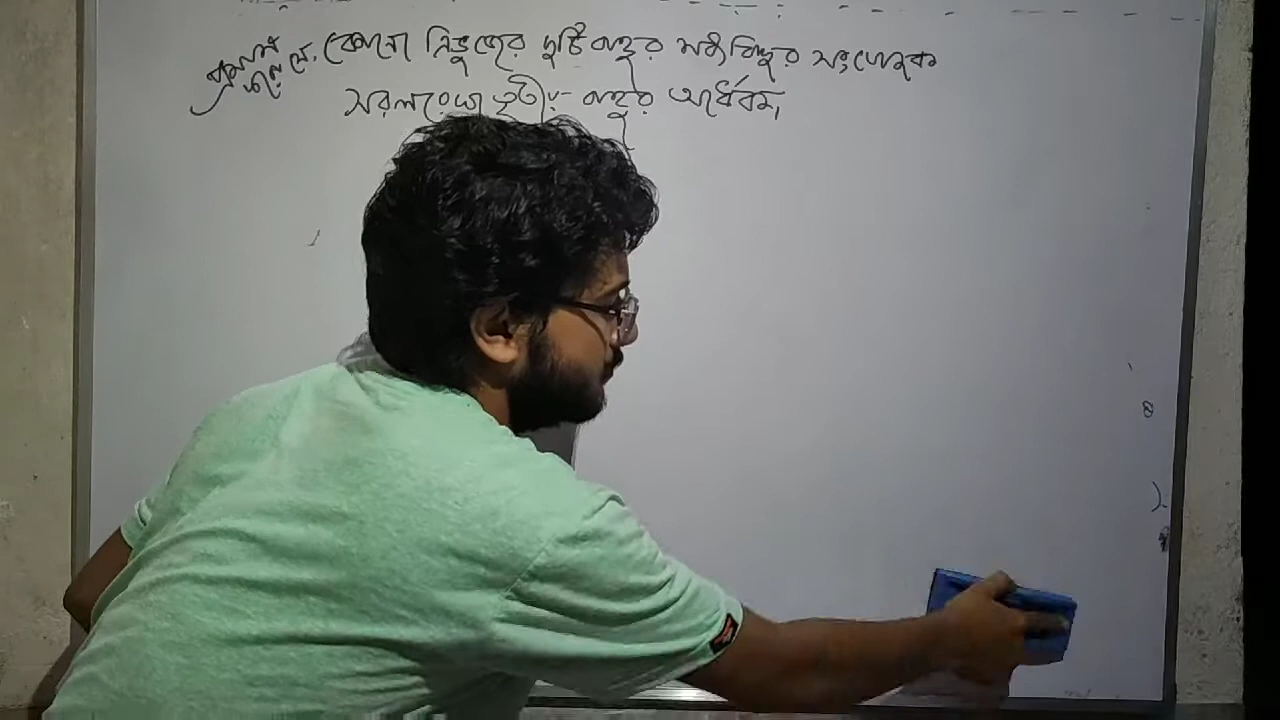 প্রমাণ কর যে, কোনো ত্রিভুজের দুটি বাহুর মধ্যবিন্দুর সংযোজক
সরলরেখা তৃতীয় বাহুর অর্ধেক।